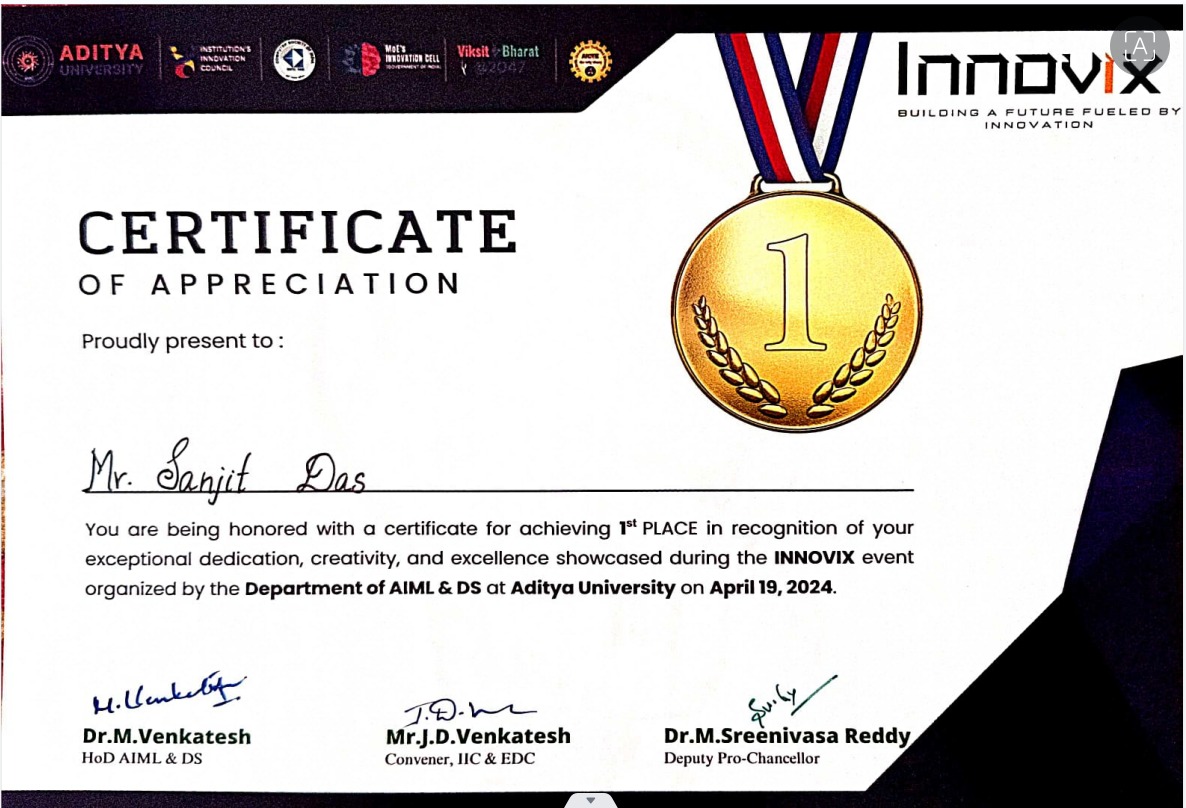 ADITYA
UNIVERSITY
INSTITUTION'S
INNOVATION
COUNCIL
MoE's
INNOVATION CELL
(GOVERNMENT OF INDIA)
Viksit Bharat
@2047
Innovix
BUILDING A FUTURE FUELED BY
INNOVATION
1
CERTIFICATE
OF APPRECIATION
Proudly present to :
Mr. Sanjit Das
You are being honored with a certificate for achieving 1st PLACE in recognition of your
exceptional dedication, creativity, and excellence showcased during the INNOVIX event
organized by the Department of AIML & DS at Aditya University on April 19, 2024.
M. Venkatesh
Dr.M.Venkatesh
HoD AIML & DS
Mr.J.D.Venkatesh
Convener, IIC & EDC
Dr.M.Sreenivasa Reddy
Deputy Pro-Chancellor